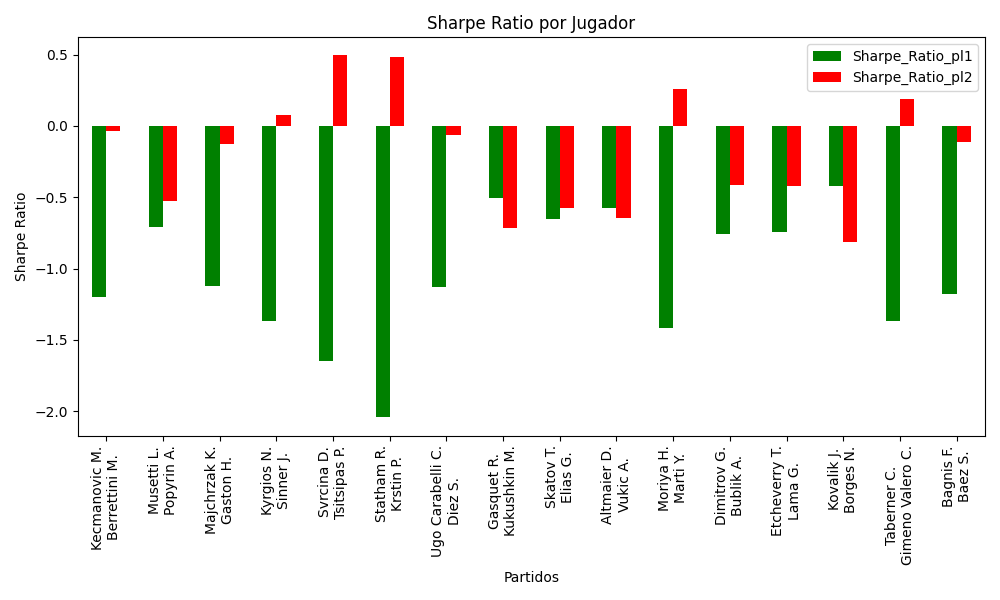 Sharpe Ratio por Jugador
Sharpe_Ratio_pl1
Sharpe_Ratio_pl2
Sharpe Ratio
0.5
0.0
−0.5
−1.0
−1.5
−2.0
Kecmanovic M.
Berrettini M.
Musetti L.
Popyrin A.
Majchrzak K.
Gaston H.
Kyrgios N.
Sinner J.
Svrcina D.
Tsitsipas P.
Statham R.
Krstin P.
Ugo Carabelli C.
Diez S.
Gasquet R.
Kukushkin M.
Skatov T.
Elias G.
Altmaier D.
Vukic A.
Moriya H.
Marti Y.
Dimitrov G.
Bublik A.
Etcheverry T.
Lama G.
Kovalik J.
Borges N.
Taberner C.
Gimeno Valero C.
Bagnis F.
Baez S.
Partidos